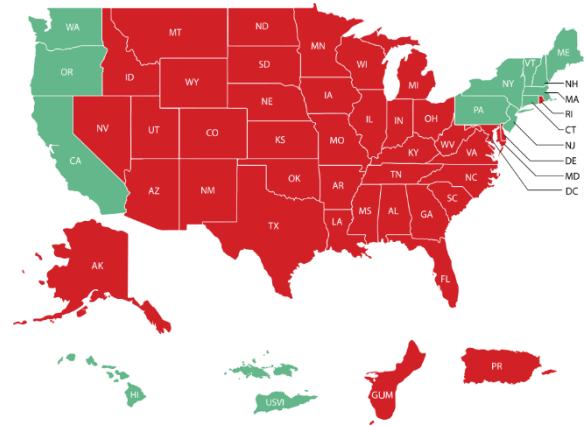 WA
MT
ND
MN
ME
VT
OR
ID
SD
WI
NY
NH
MA
WY
MI
RI
NE
IA
PA
CT
NV
UT
CO
IL
IN
OH
NJ
CA
KS
MO
WV
VA
DE
KY
MD
AZ
NM
OK
AR
TN
NC
DC
SC
TX
LA
MS
AL
GA
AK
FL
HI
USVI
GUM
PR